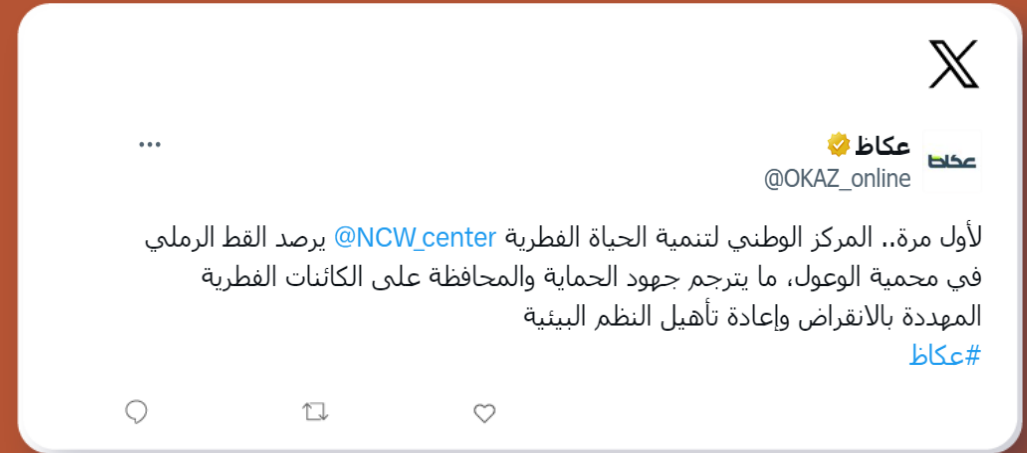 X
عكاظ
عكاظ
@OKAZ_online
لأول مرة.. المركز الوطني لتنمية الحياة الفطرية @NCW_center يرصد القط الرملي
في محمية الوعول، ما يترجم جهود الحماية والمحافظة على الكائنات الفطرية
المهددة بالانقراض وإعادة تأهيل النظم البيئية
#عكاظ